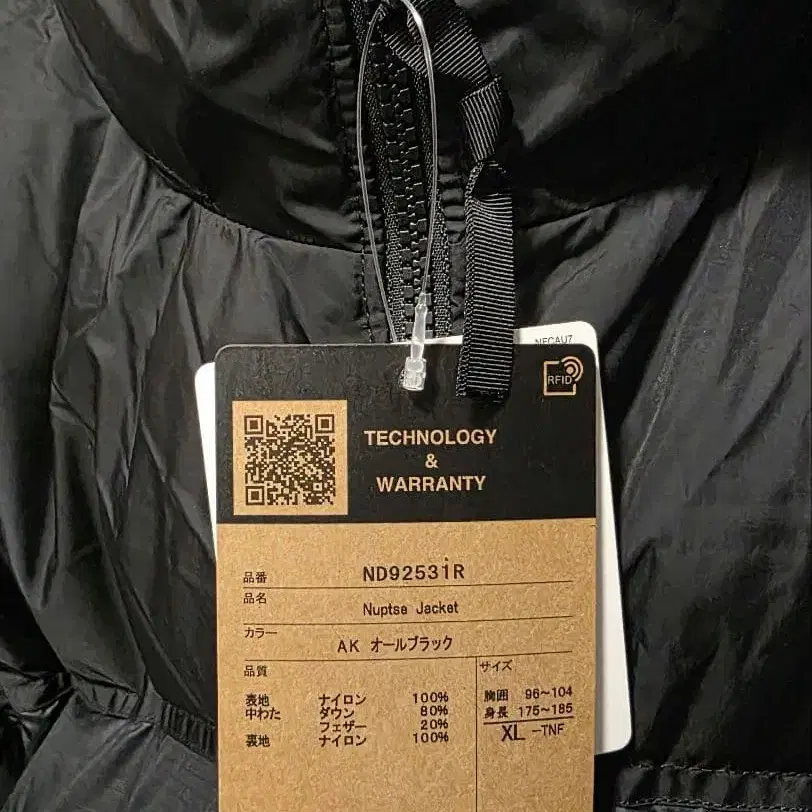 NFCAU7
RFID
TECHNOLOGY
&
WARRANTY
品番 ND92531R
品名 Nuptse Jacket
カラー AK オールブラック
品質
表地 ナイロン 100%
中わた ダウン 80%
フェザー 20%
裏地 ナイロン 100%
サイズ
胸囲 96~104
身長 175~185
XL -TNF